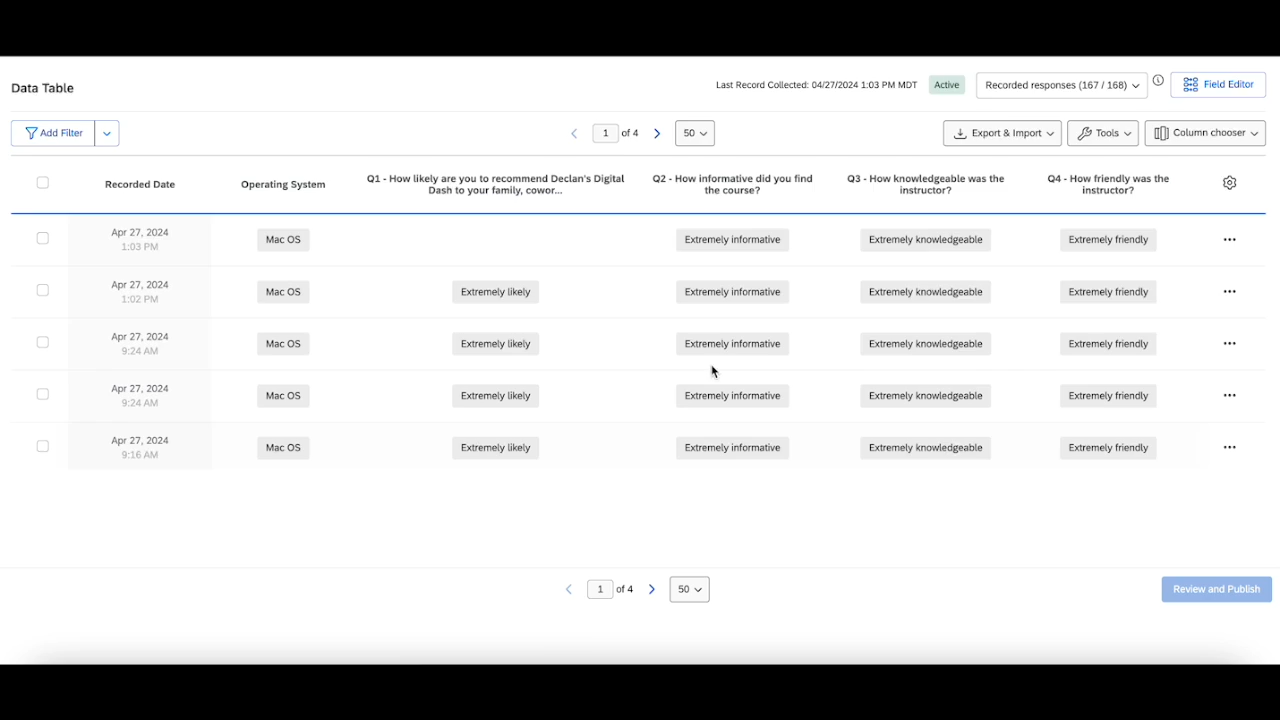 Data Table
Last Record Collected: 04/27/2024 1:03 PM MDT
Active
Recorded responses (167 / 168)
Field Editor
Add Filter
1 of 4
50
Export & Import
Tools
Column chooser
Recorded Date
Operating System
Q1 - How likely are you to recommend Declan's Digital
Dash to your family, cowor...
Q2 - How informative did you find
the course?
Q3 - How knowledgeable was the
instructor?
Q4 - How friendly was the
instructor?
Apr 27, 2024
1:03 PM
Mac OS
Extremely informative
Extremely knowledgeable
Extremely friendly
Apr 27, 2024
1:02 PM
Mac OS
Extremely likely
Extremely informative
Extremely knowledgeable
Extremely friendly
Apr 27, 2024
9:24 AM
Mac OS
Extremely likely
Extremely informative
Extremely knowledgeable
Extremely friendly
Apr 27, 2024
9:24 AM
Mac OS
Extremely likely
Extremely informative
Extremely knowledgeable
Extremely friendly
Apr 27, 2024
9:16 AM
Mac OS
Extremely likely
Extremely informative
Extremely knowledgeable
Extremely friendly
1 of 4
50
Review and Publish